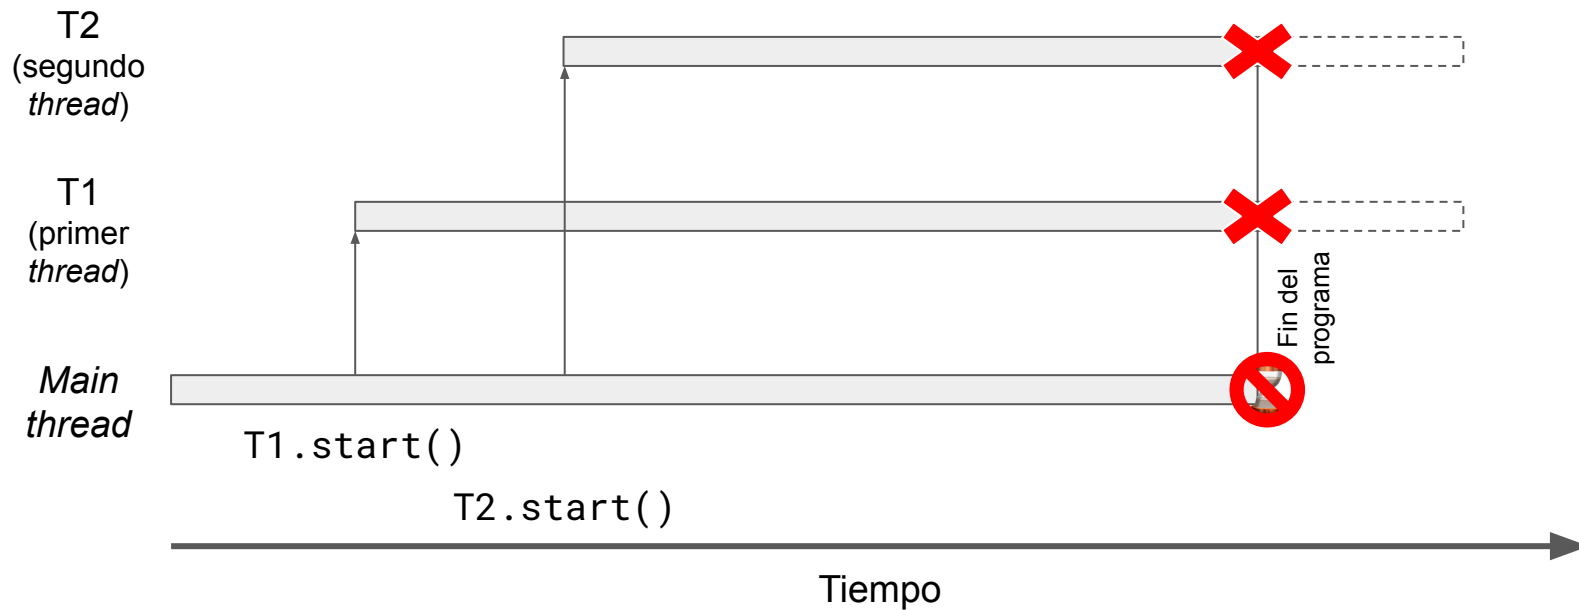 T2
(segundo
thread)
T1
(primer
thread)
Fin del
programa
Main
thread
T1.start()
T2.start()
Tiempo